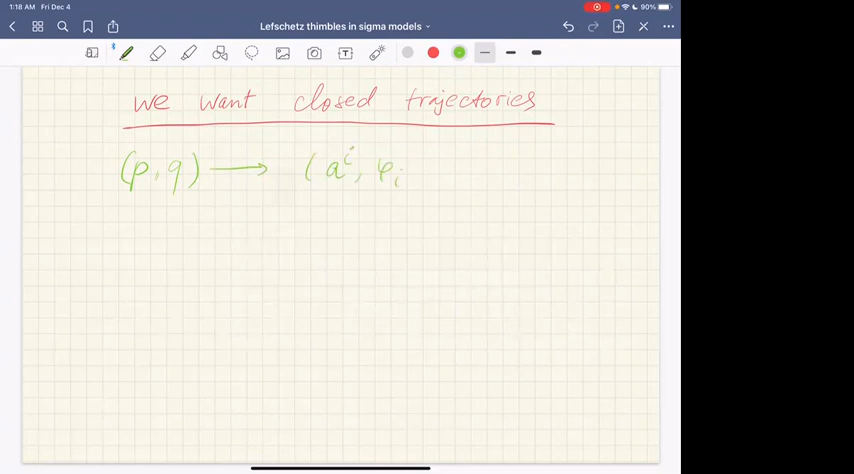 1:18 AM Fri Dec 4
90%
Lefschetz thimbles in sigma models
we want closed trajectories
(p, q) ⟶ (a^i, φ_i